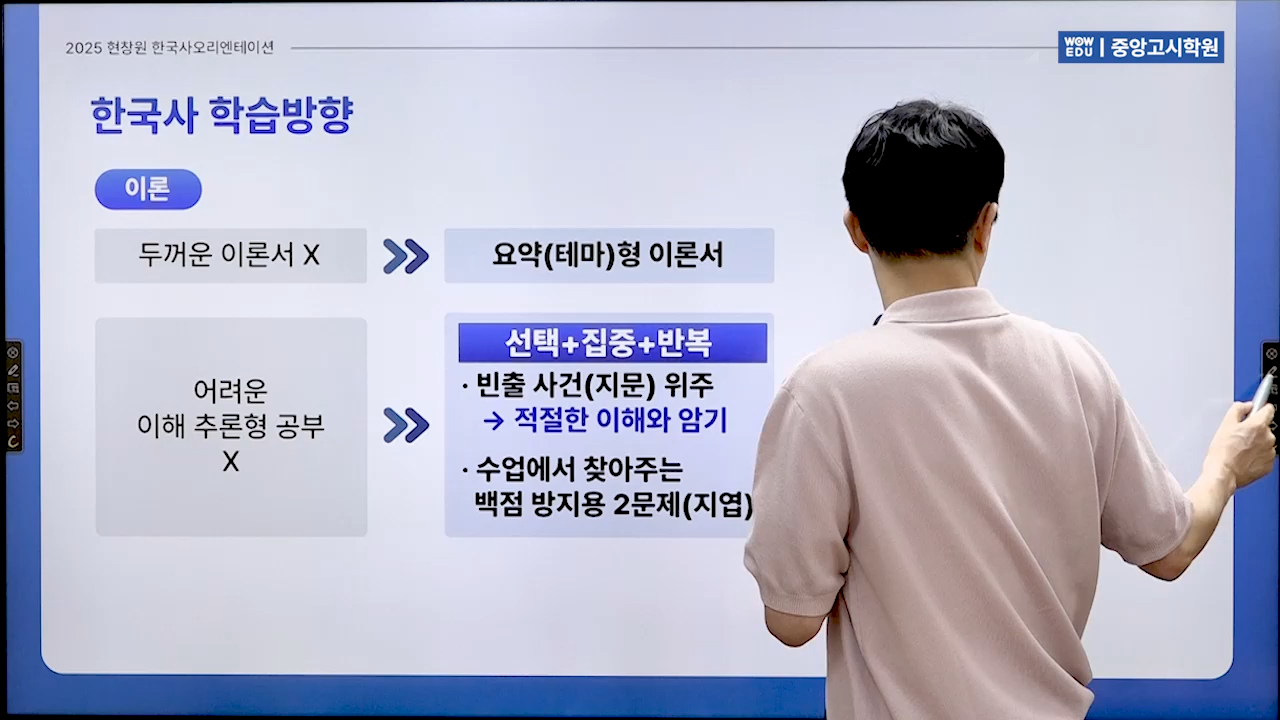 2025 현창원 한국사오리엔테이션
WOW EDU | 중앙고시학원
한국사 학습방향
이론
두꺼운 이론서 X
요약(테마)형 이론서
어려운
이해 추론형 공부
X
선택+집중+반복
· 빈출 사건(지문) 위주
→ 적절한 이해와 암기
· 수업에서 찾아주는
백점 방지용 2문제(지엽)